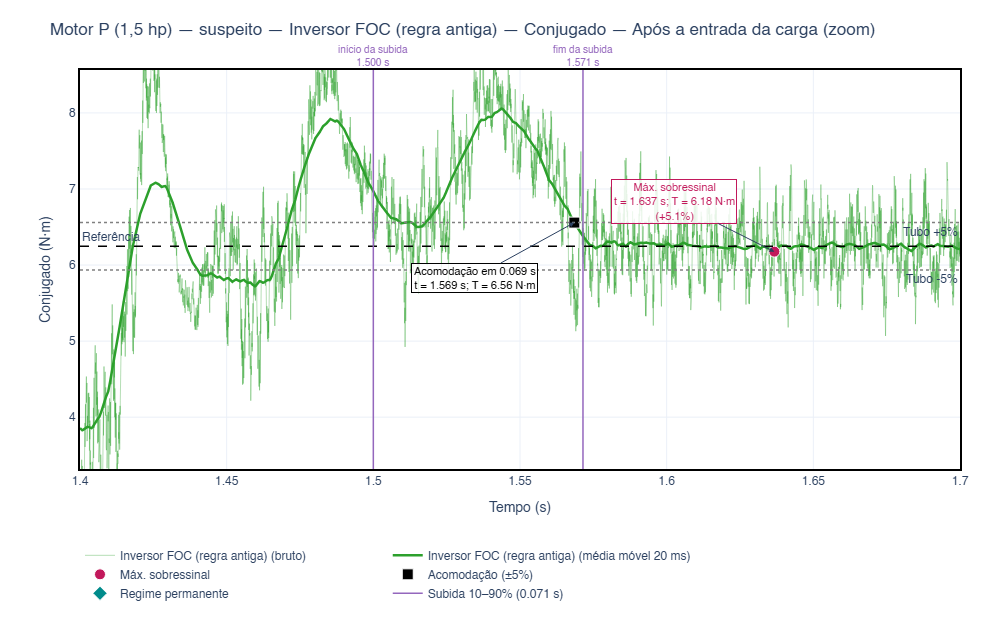 Motor P (1,5 hp) — suspeito — Inversor FOC (regra antiga) — Conjugado — Após a entrada da carga (zoom)
início da subida
1.500 s
fim da subida
1.571 s
8
7
6
5
4
Conjugado (N·m)
Máx. sobressinal
t = 1.637 s; T = 6.18 N·m
(+5.1%)
Referência
Tubo +5%
Tubo -5%
Acomodação em 0.069 s
t = 1.569 s; T = 6.56 N·m
1.4
1.45
1.5
1.55
1.6
1.65
1.7
Tempo (s)
Inversor FOC (regra antiga) (bruto)
Inversor FOC (regra antiga) (média móvel 20 ms)
Máx. sobressinal
Acomodação (±5%)
Regime permanente
Subida 10–90% (0.071 s)